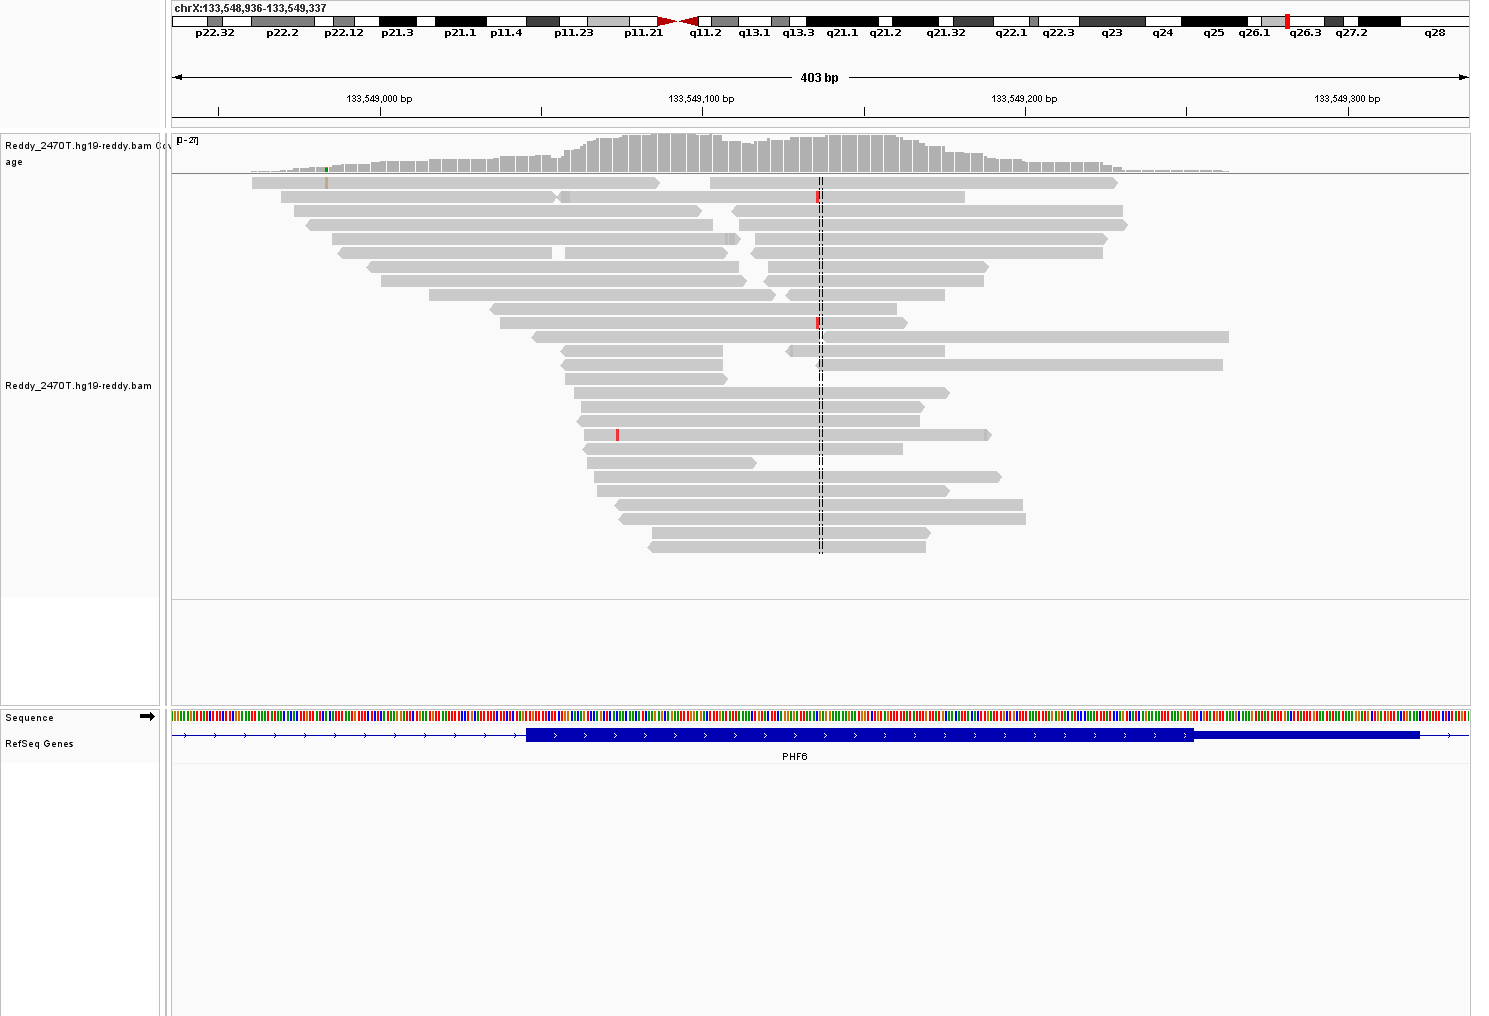 chrX:133,548,936-133,549,337
p22.32 p22.2 p22.12 p21.3 p21.1 p11.4 p11.23 p11.21 q11.2 q13.1 q13.3 q21.1 q21.2 q21.32 q22.1 q22.3 q23 q24 q25 q26.1 q26.3 q27.2 q28
403 bp
133,549,000 bp 133,549,100 bp 133,549,200 bp 133,549,300 bp
Reddy_2470T.hg19-reddy.bam Cov
age
[0 - 27]
Reddy_2470T.hg19-reddy.bam
Sequence
RefSeq Genes
PHF6